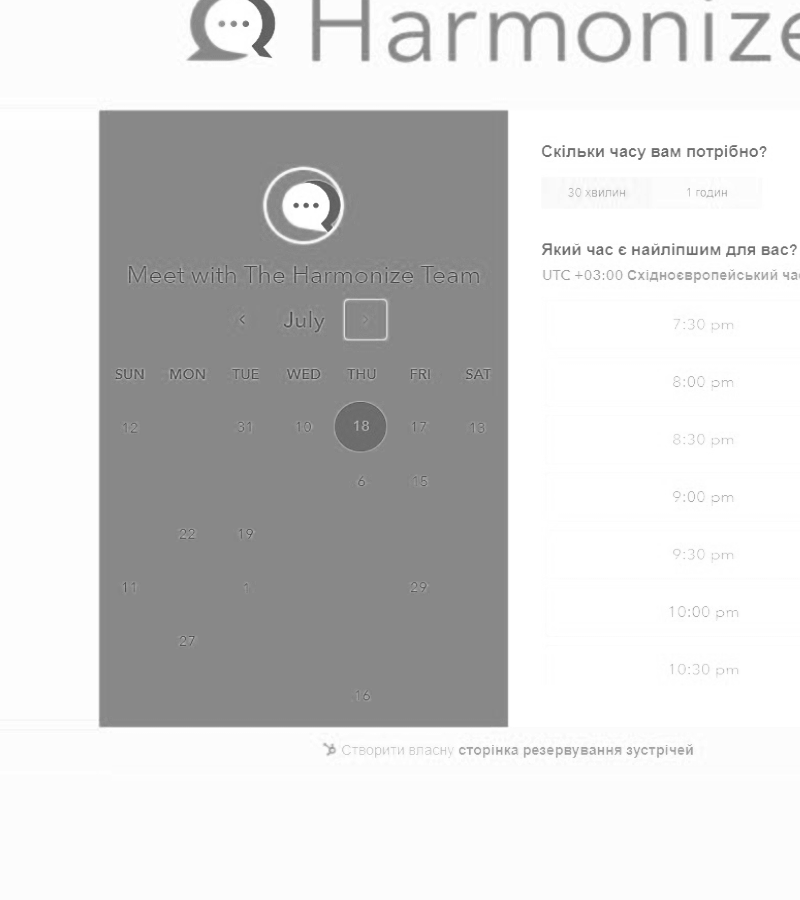 Harmonize
Meet with The Harmonize Team
July
SUN MON TUE WED THU FRI SAT
12 31 10 18 17 13
6 15
22 19
11 1 29
27
16
Скільки часу вам потрібно?
30 хвилин 1 годин
Який час є найліпшим для вас?
UTC +03:00 Східноєвропейський
7:30 pm
8:00 pm
8:30 pm
9:00 pm
9:30 pm
10:00 pm
10:30 pm
Створити власну сторінка резервування зустрічей